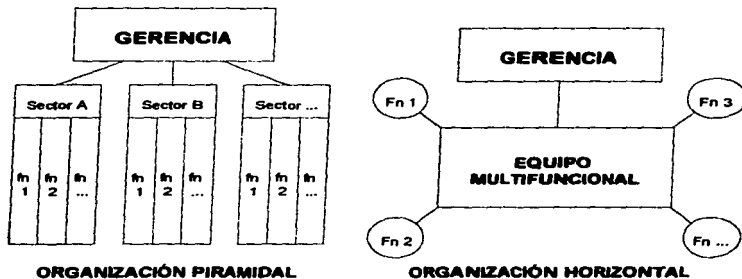 GERENCIA
Sector A
Sector B
Sector ...
fn 1
fn 2
fn ...
fn 1
fn 2
fn ...
fn 1
fn 2
fn ...
ORGANIZACIÓN PIRAMIDAL
GERENCIA
Fn 1
Fn 3
EQUIPO
MULTIFUNCIONAL
Fn 2
Fn ...
ORGANIZACIÓN HORIZONTAL